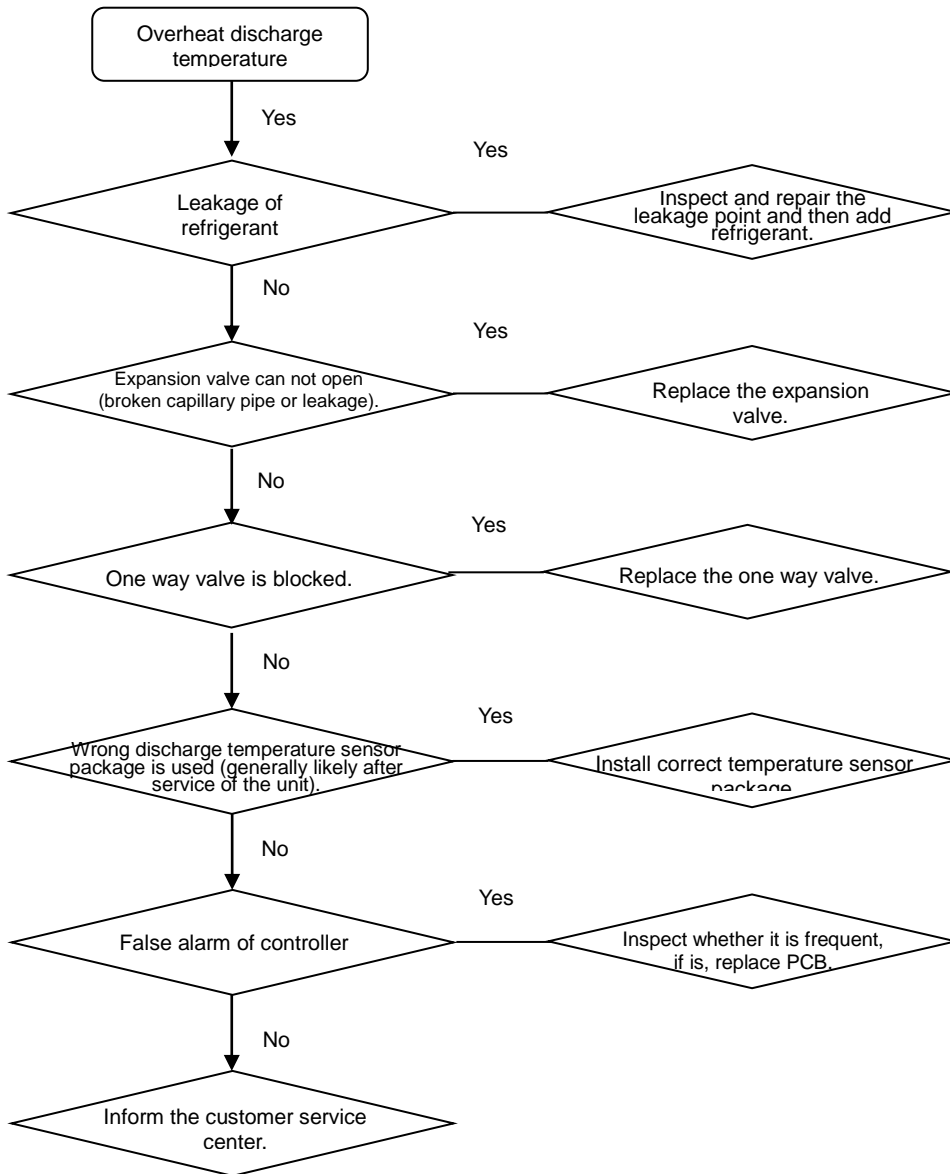 Overheat discharge
temperature
Yes
Yes
Leakage of
refrigerant
Inspect and repair the
leakage point and then add
refrigerant.
No
Yes
Expansion valve can not open
(broken capillary pipe or leakage).
Replace the expansion
valve.
No
Yes
One way valve is blocked.
Replace the one way valve.
No
Yes
Wrong discharge temperature sensor
package is used (generally likely after
service of the unit).
Install correct temperature sensor
package
No
Yes
False alarm of controller
Inspect whether it is frequent,
if is, replace PCB.
No
Inform the customer service
center.